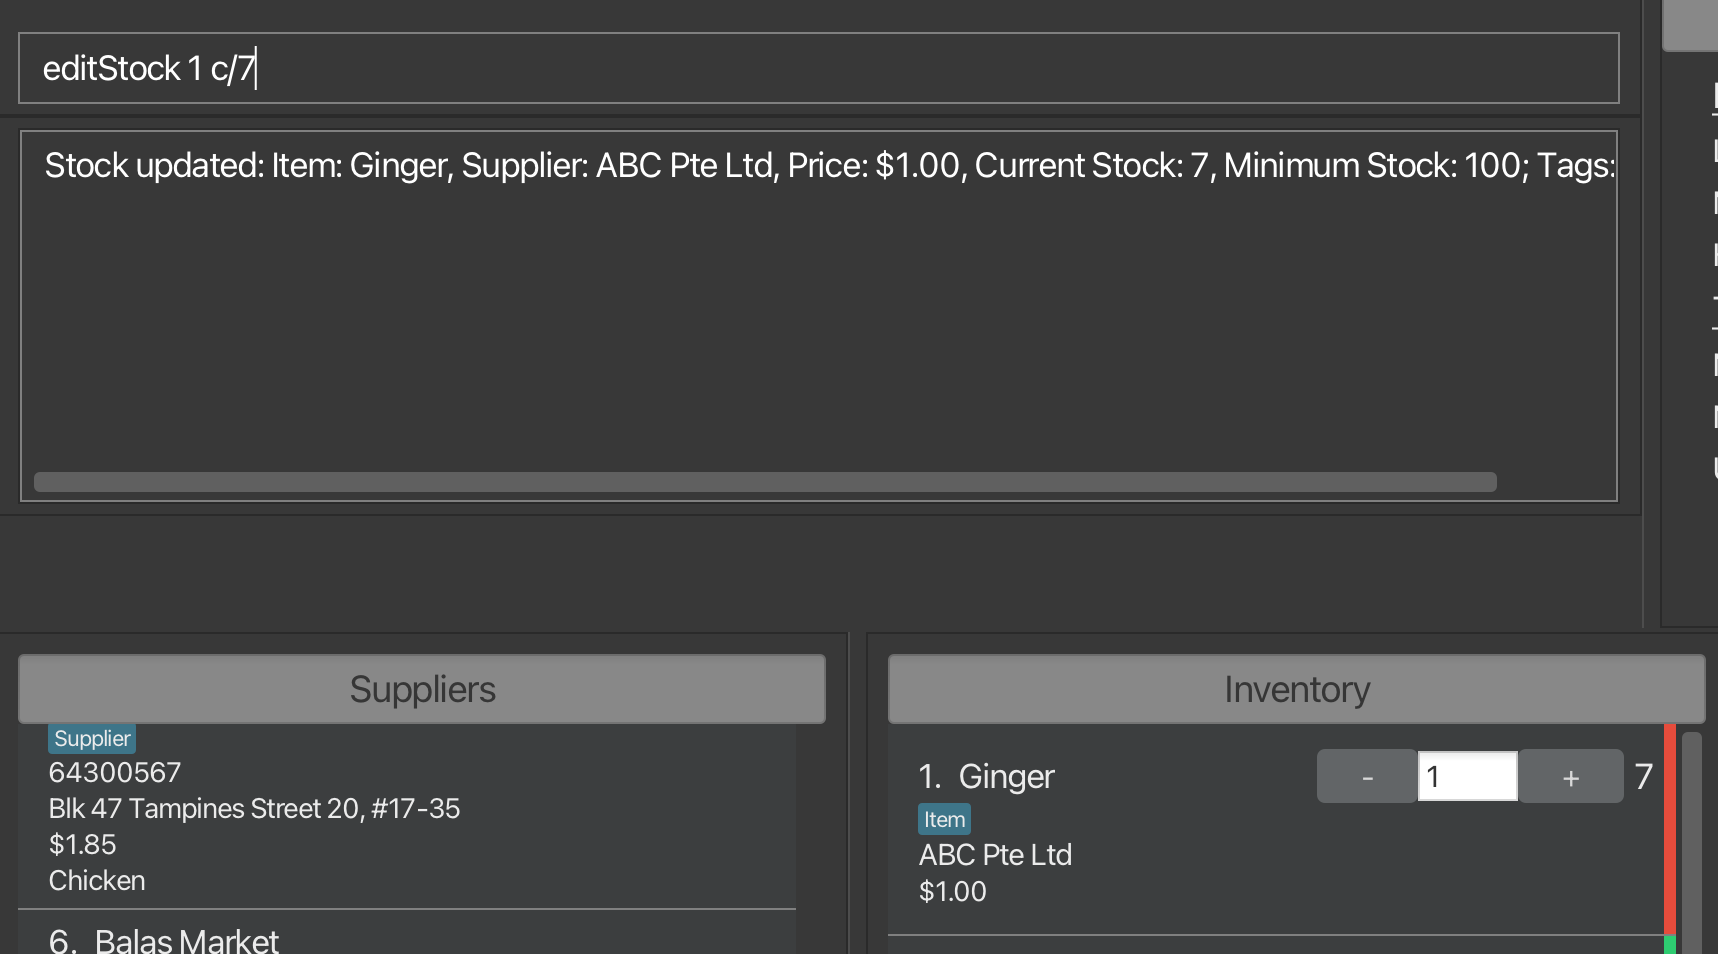 editStock 1 c/7
Stock updated: Item: Ginger, Supplier: ABC Pte Ltd, Price: $1.00, Current Stock: 7, Minimum Stock: 100; Tags:
Suppliers
Supplier
64300567
Blk 47 Tampines Street 20, #17-35
$1.85
Chicken
6. Balas Market
Inventory
1. Ginger - 1 + 7
Item
ABC Pte Ltd
$1.00